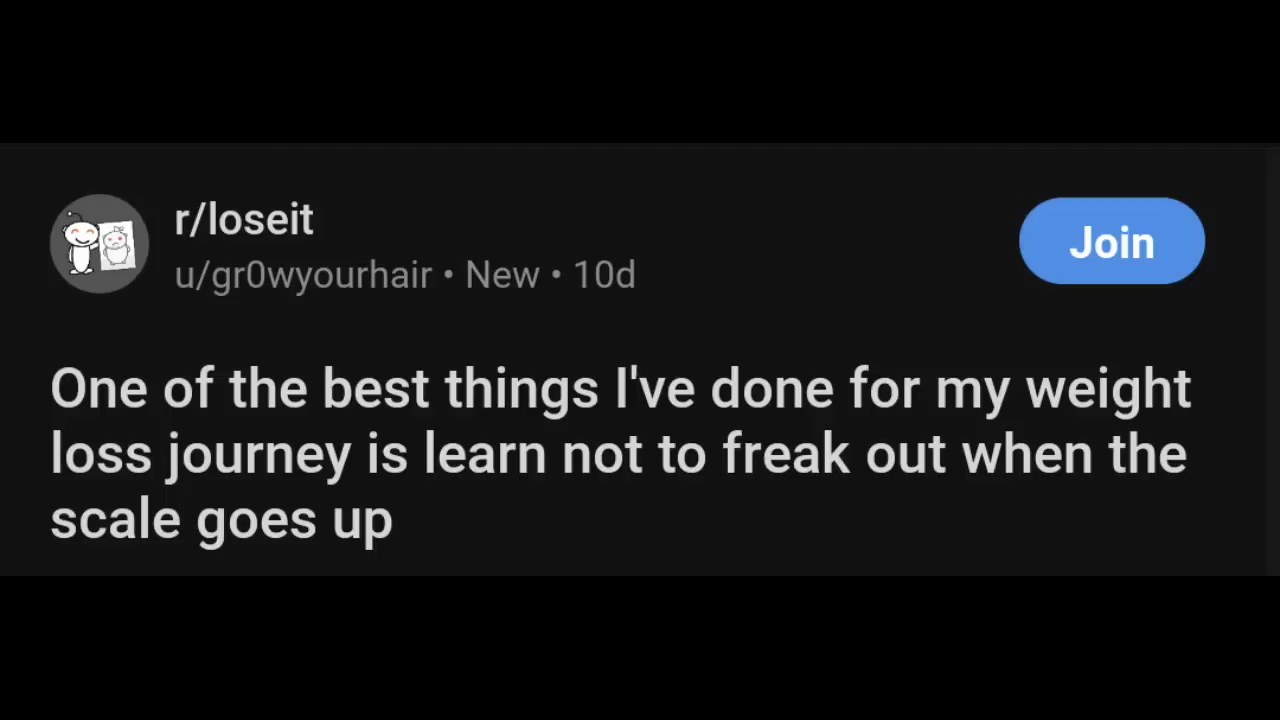 r/loseit
Join
u/gr0wyourhair • New • 10d
One of the best things I've done for my weight
loss journey is learn not to freak out when the
scale goes up